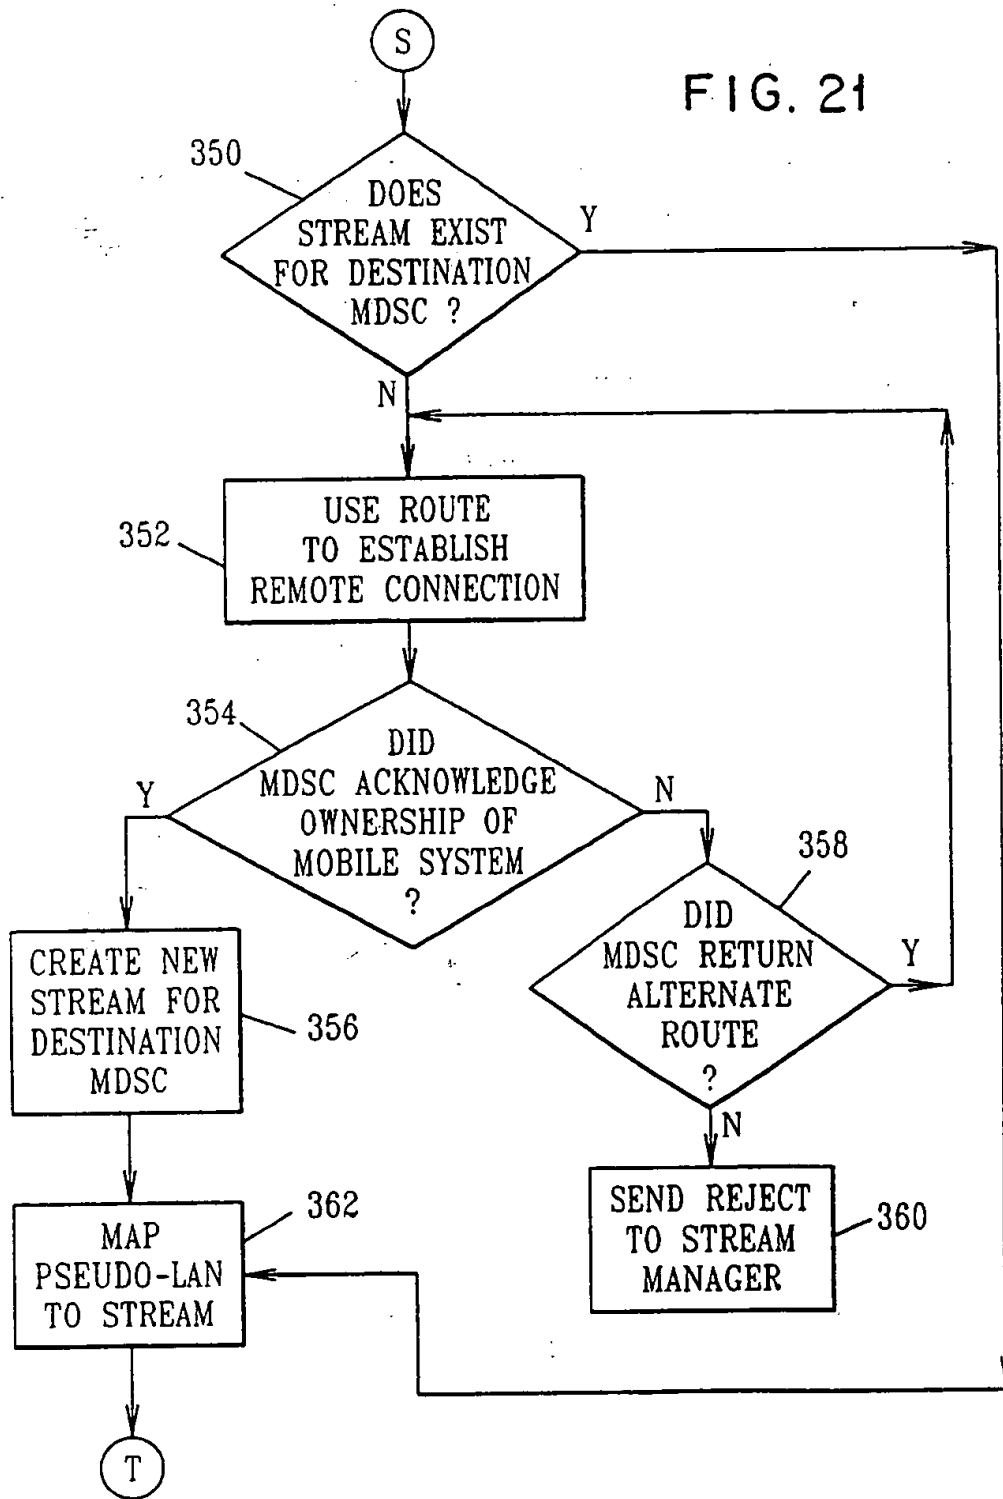 S
FIG. 21
350
DOES
STREAM EXIST
FOR DESTINATION
MDSC ?
Y
N
352
USE ROUTE
TO ESTABLISH
REMOTE CONNECTION
354
DID
MDSC ACKNOWLEDGE
OWNERSHIP OF
MOBILE SYSTEM
?
Y
N
358
DID
MDSC RETURN
ALTERNATE
ROUTE
?
Y
N
CREATE NEW
STREAM FOR
DESTINATION
MDSC
356
362
MAP
PSEUDO-LAN
TO STREAM
SEND REJECT
TO STREAM
MANAGER
360
T